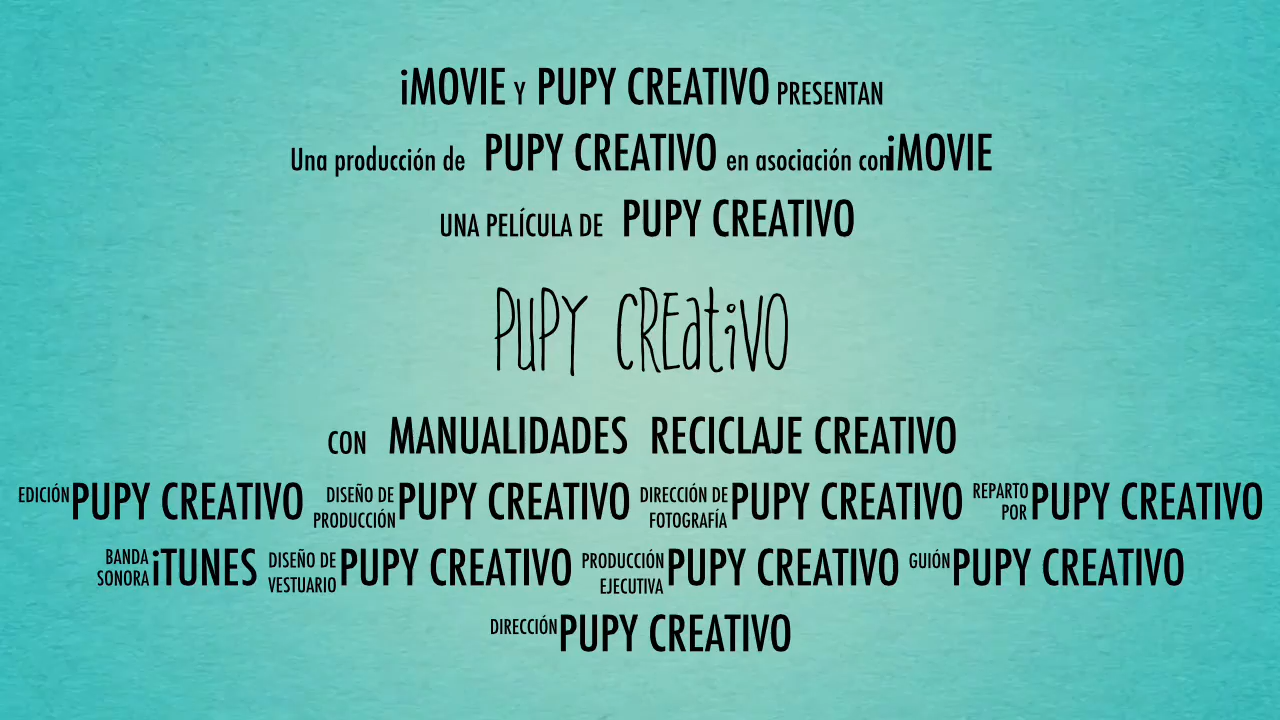 iMOVIE Y PUPY CREATIVO PRESENTAN
Una producción de PUPY CREATIVO en asociación con iMOVIE
UNA PELÍCULA DE PUPY CREATIVO
PUPY CREatiVO
CON MANUALIDADES RECICLAJE CREATIVO
EDICIÓN PUPY CREATIVO DISEÑO DE PRODUCCIÓN PUPY CREATIVO DIRECCIÓN DE FOTOGRAFÍA PUPY CREATIVO REPARTO POR PUPY CREATIVO
BANDA SONORA iTUNES DISEÑO DE VESTUARIO PUPY CREATIVO PRODUCCIÓN EJECUTIVA PUPY CREATIVO GUIÓN PUPY CREATIVO
DIRECCIÓN PUPY CREATIVO